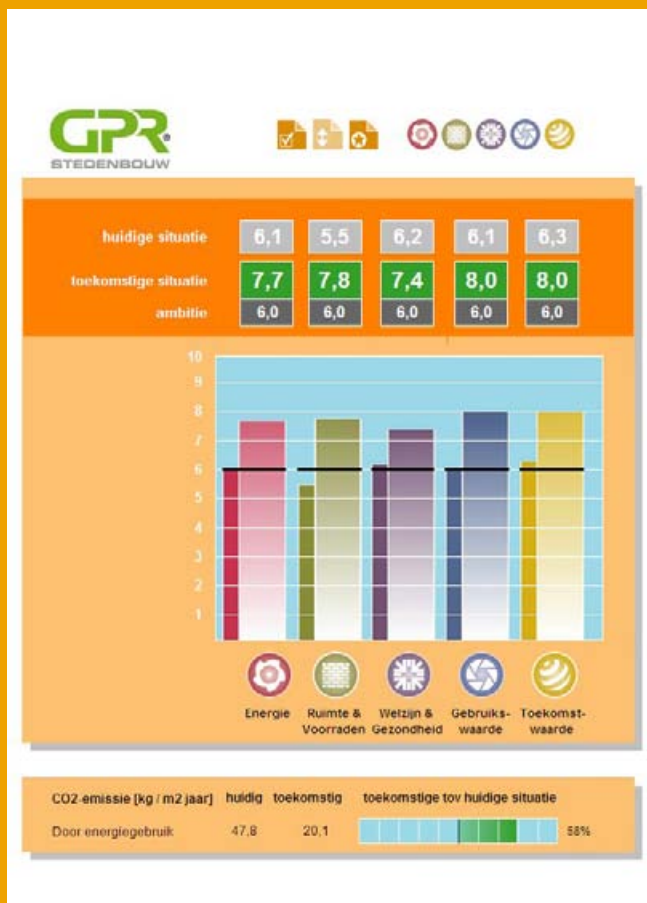 GPR®
STEDENBOUW
huidige situatie 6,1 5,5 6,2 6,1 6,3
toekomstige situatie 7,7 7,8 7,4 8,0 8,0
ambitie 6,0 6,0 6,0 6,0 6,0
10
9
8
7
6
5
4
3
2
1
Energie Ruimte & Welzijn & Gebruiks- Toekomst-
Voorraden Gezondheid waarde waarde
CO2-emissie [kg / m2 jaar] huidig toekomstig toekomstige tov huidige situatie
Door energiegebruik 47,8 20,1 58%